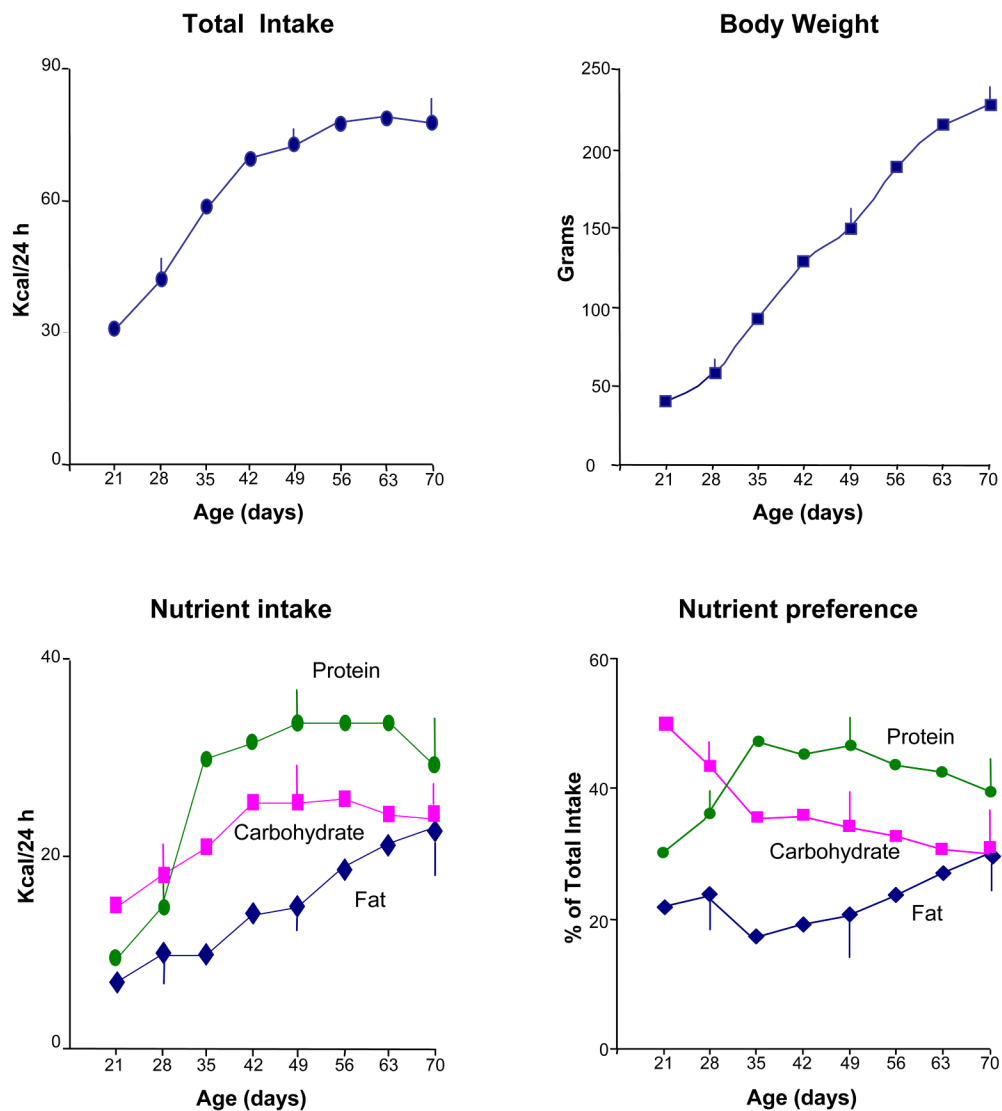 Total Intake
90
60
30
0
Kcal/24 h
21 28 35 42 49 56 63 70
Age (days)
Body Weight
250
200
150
100
50
0
Grams
21 28 35 42 49 56 63 70
Age (days)
Nutrient intake
40
20
0
Kcal/24 h
Protein
Carbohydrate
Fat
21 28 35 42 49 56 63 70
Age (days)
Nutrient preference
60
40
20
0
% of Total Intake
Protein
Carbohydrate
Fat
21 28 35 42 49 56 63 70
Age (days)